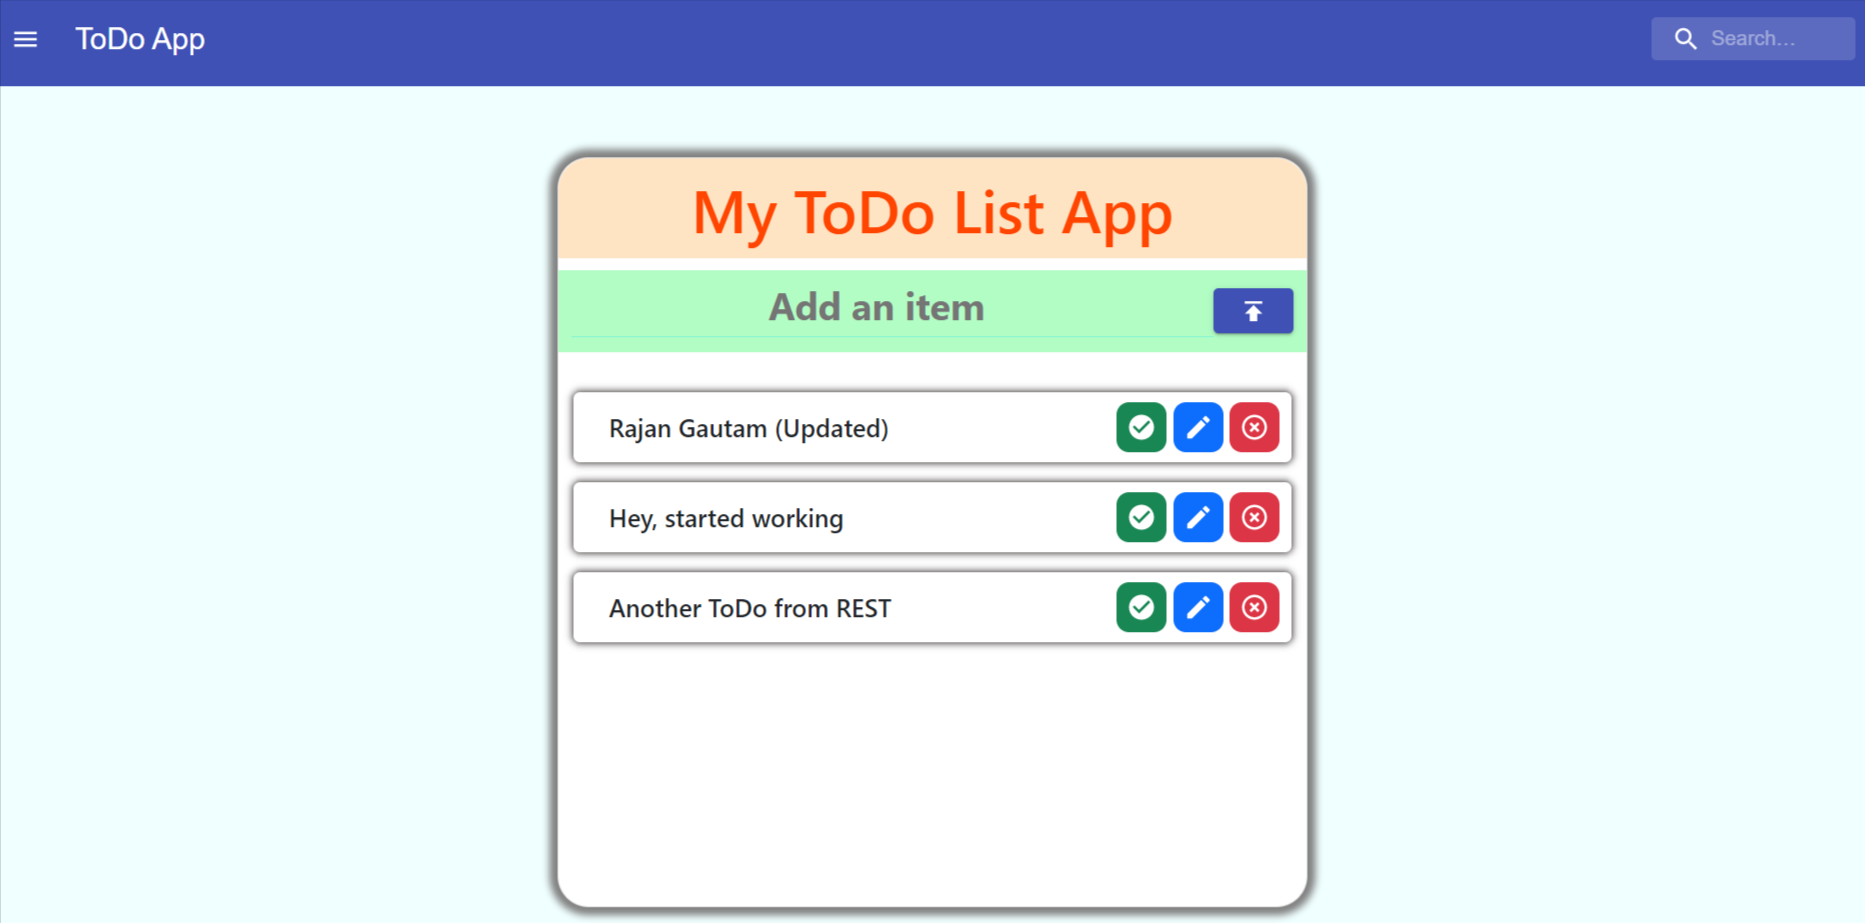 ToDo App
Search...
My ToDo List App
Add an item
Rajan Gautam (Updated)
Hey, started working
Another ToDo from REST